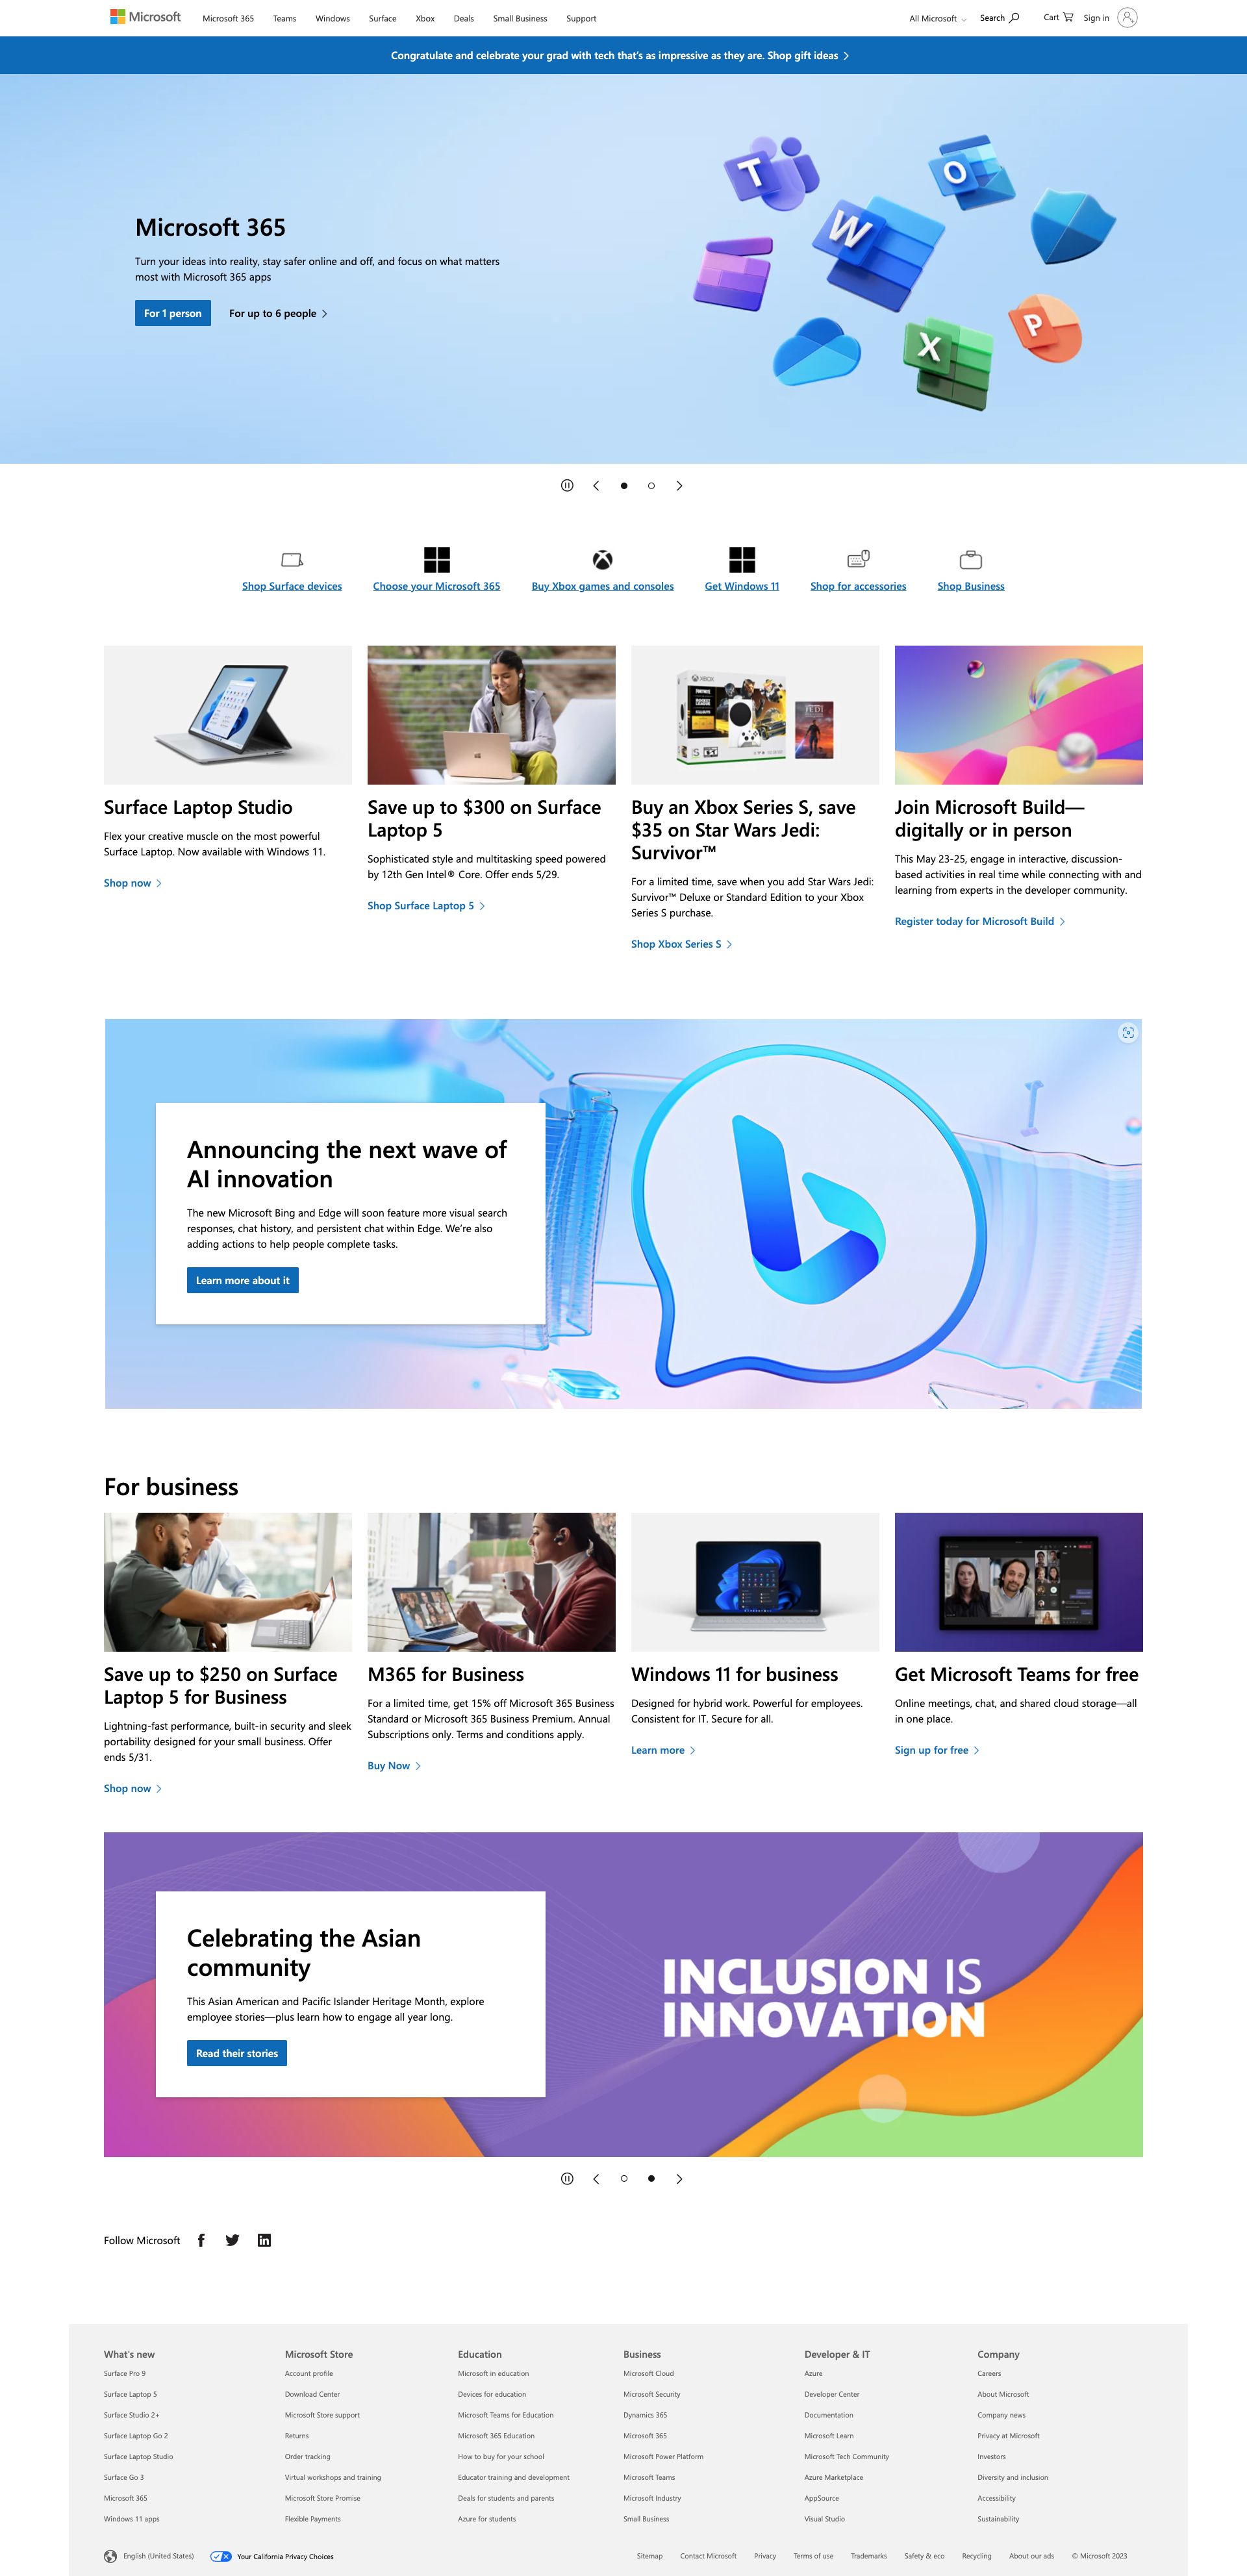 Microsoft
Microsoft 365
Teams
Windows
Surface
Xbox
Deals
Small Business
Support
All Microsoft
Search
Cart
Sign in
Congratulate and celebrate your grad with tech that's as impressive as they are. Shop gift ideas
Microsoft 365
Turn your ideas into reality, stay safer online and off, and focus on what matters
most with Microsoft 365 apps
For 1 person
For up to 6 people
T
O
W
P
X
Shop Surface devices
Choose your Microsoft 365
Buy Xbox games and consoles
Get Windows 11
Shop for accessories
Shop Business
XBOX
JEDI
Surface Laptop Studio
Flex your creative muscle on the most powerful
Surface Laptop. Now available with Windows 11.
Shop now
Save up to $300 on Surface
Laptop 5
Sophisticated style and multitasking speed powered
by 12th Gen Intel® Core. Offer ends 5/29.
Shop Surface Laptop 5
Buy an Xbox Series S, save
$35 on Star Wars Jedi:
Survivor™
For a limited time, save when you add Star Wars Jedi:
Survivor™ Deluxe or Standard Edition to your Xbox
Series S purchase.
Shop Xbox Series S
Join Microsoft Build—
digitally or in person
This May 23-25, engage in interactive, discussion-
based activities in real time while connecting with and
learning from experts in the developer community.
Register today for Microsoft Build
Announcing the next wave of
AI innovation
The new Microsoft Bing and Edge will soon feature more visual search
responses, chat history, and persistent chat within Edge. We're also
adding actions to help people complete tasks.
Learn more about it
For business
Save up to $250 on Surface
Laptop 5 for Business
Lightning-fast performance, built-in security and sleek
portability designed for your small business. Offer
ends 5/31.
Shop now
M365 for Business
For a limited time, get 15% off Microsoft 365 Business
Standard or Microsoft 365 Business Premium. Annual
Subscriptions only. Terms and conditions apply.
Buy Now
Windows 11 for business
Designed for hybrid work. Powerful for employees.
Consistent for IT. Secure for all.
Learn more
Get Microsoft Teams for free
Online meetings, chat, and shared cloud storage—all
in one place.
Sign up for free
Celebrating the Asian
community
This Asian American and Pacific Islander Heritage Month, explore
employee stories—plus learn how to engage all year long.
Read their stories
INCLUSION IS
INNOVATION
Follow Microsoft
What's new
Surface Pro 9
Surface Laptop 5
Surface Studio 2+
Surface Laptop Go 2
Surface Laptop Studio
Surface Go 3
Microsoft 365
Windows 11 apps
Microsoft Store
Account profile
Download Center
Microsoft Store support
Returns
Order tracking
Virtual workshops and training
Microsoft Store Promise
Flexible Payments
Education
Microsoft in education
Devices for education
Microsoft Teams for Education
Microsoft 365 Education
How to buy for your school
Educator training and development
Deals for students and parents
Azure for students
Business
Microsoft Cloud
Microsoft Security
Dynamics 365
Microsoft 365
Microsoft Power Platform
Microsoft Teams
Microsoft Industry
Small Business
Developer & IT
Azure
Developer Center
Documentation
Microsoft Learn
Microsoft Tech Community
Azure Marketplace
AppSource
Visual Studio
Company
Careers
About Microsoft
Company news
Privacy at Microsoft
Investors
Diversity and inclusion
Accessibility
Sustainability
English (United States)
Your California Privacy Choices
Sitemap
Contact Microsoft
Privacy
Terms of use
Trademarks
Safety & eco
Recycling
About our ads
© Microsoft 2023